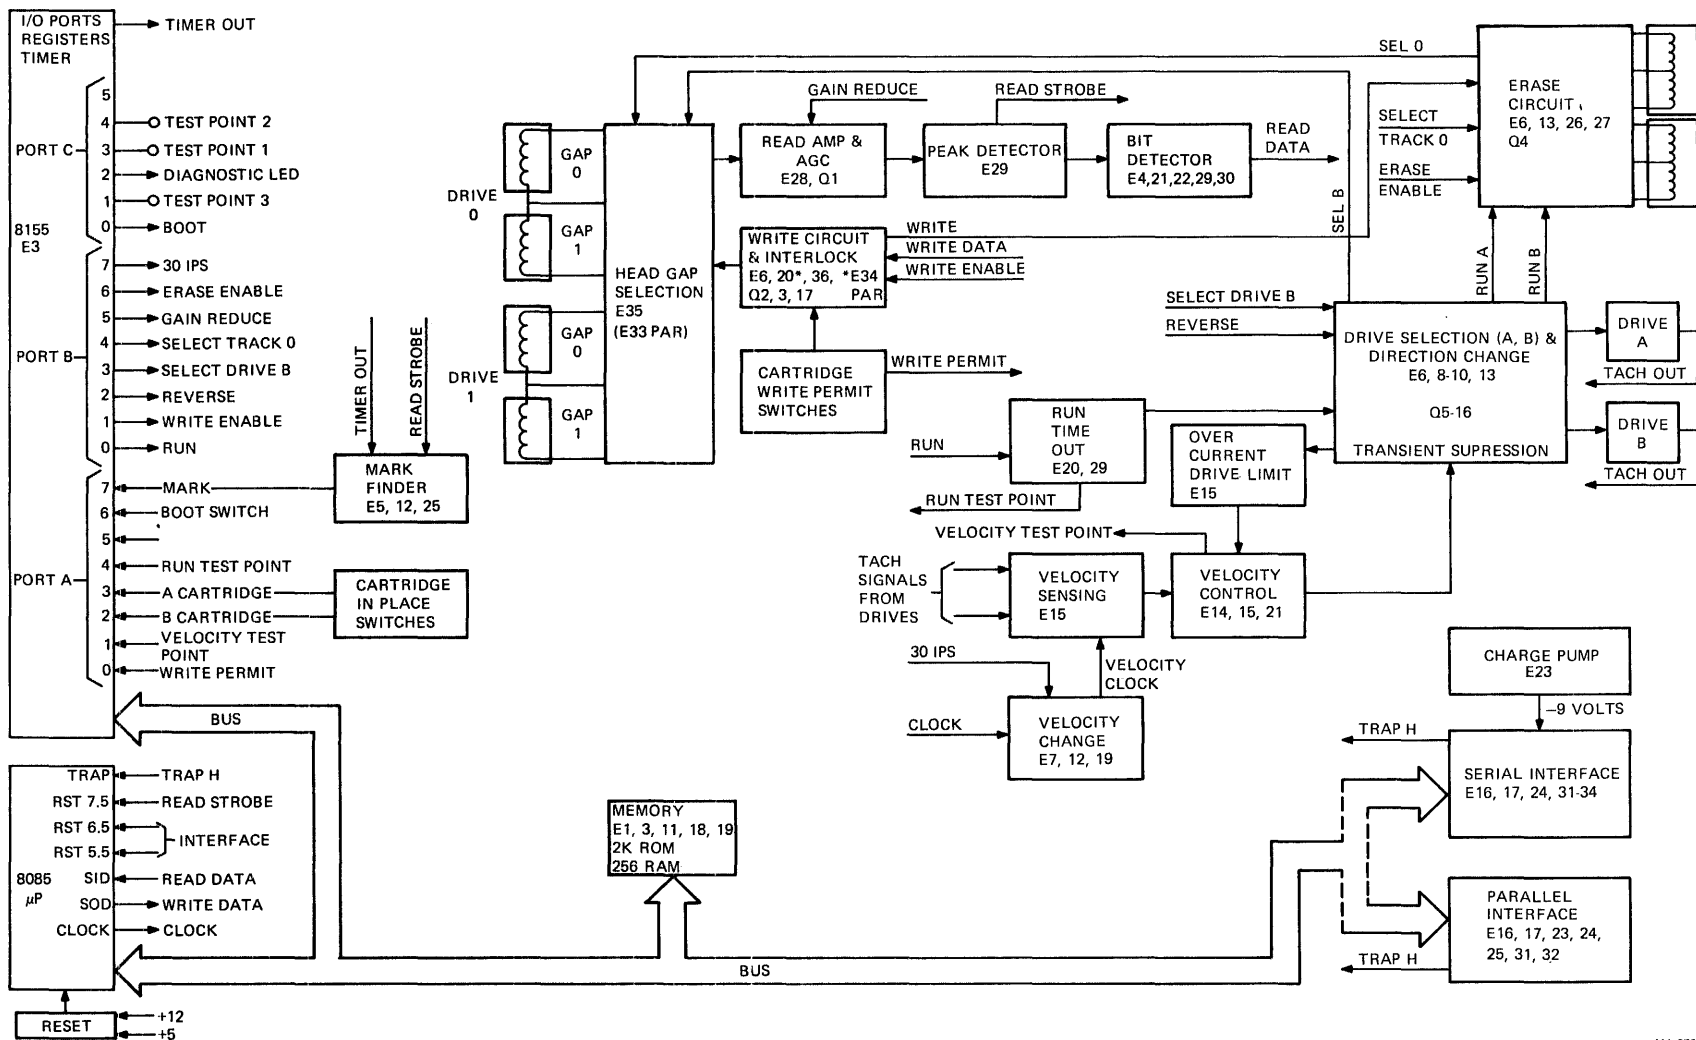 I/O PORTS
REGISTERS
TIMER
TIMER OUT
PORT C
5
4 TEST POINT 2
3 TEST POINT 1
2 DIAGNOSTIC LED
1 TEST POINT 3
0 BOOT
8155
E3
PORT B
7 30 IPS
6 ERASE ENABLE
5 GAIN REDUCE
4 SELECT TRACK 0
3 SELECT DRIVE B
2 REVERSE
1 WRITE ENABLE
0 RUN
PORT A
7 MARK
6 BOOT SWITCH
5
4 RUN TEST POINT
3 A CARTRIDGE
2 B CARTRIDGE
1 VELOCITY TEST
POINT
0 WRITE PERMIT
BUS
TIMER OUT
READ STROBE
MARK
FINDER
E5, 12, 25
CARTRIDGE
IN PLACE
SWITCHES
TRAP TRAP H
RST 7.5 READ STROBE
RST 6.5
RST 5.5
INTERFACE
8085
μP
SID READ DATA
SOD WRITE DATA
CLOCK CLOCK
RESET
+12
+5
DRIVE
0
GAP
0
GAP
1
DRIVE
1
GAP
0
GAP
1
HEAD GAP
SELECTION
E35
(E33 PAR)
GAIN REDUCE
READ AMP &
AGC
E28, Q1
READ STROBE
PEAK DETECTOR
E29
BIT
DETECTOR
E4,21,22,29,30
READ
DATA
WRITE CIRCUIT
& INTERLOCK
E6, 20*, 36, *E34
Q2, 3, 17 PAR
WRITE
WRITE DATA
WRITE ENABLE
CARTRIDGE
WRITE PERMIT
SWITCHES
WRITE PERMIT
SEL 0
SEL B
SELECT
TRACK 0
ERASE
ENABLE
ERASE
CIRCUIT
E6, 13, 26, 27
Q4
RUN A
RUN B
SELECT DRIVE B
REVERSE
DRIVE SELECTION (A, B) &
DIRECTION CHANGE
E6, 8-10, 13
Q5-16
TRANSIENT SUPRESSION
DRIVE
A
TACH OUT
DRIVE
B
TACH OUT
RUN
RUN
TIME
OUT
E20, 29
RUN TEST POINT
OVER
CURRENT
DRIVE LIMIT
E15
VELOCITY TEST POINT
TACH
SIGNALS
FROM
DRIVES
VELOCITY
SENSING
E15
VELOCITY
CONTROL
E14, 15, 21
30 IPS
VELOCITY
CLOCK
CLOCK
VELOCITY
CHANGE
E7, 12, 19
CHARGE PUMP
E23
–9 VOLTS
TRAP H
SERIAL INTERFACE
E16, 17, 24, 31-34
MEMORY
E1, 3, 11, 18, 19
2K ROM
256 RAM
PARALLEL
INTERFACE
E16, 17, 23, 24,
25, 31, 32
TRAP H
BUS